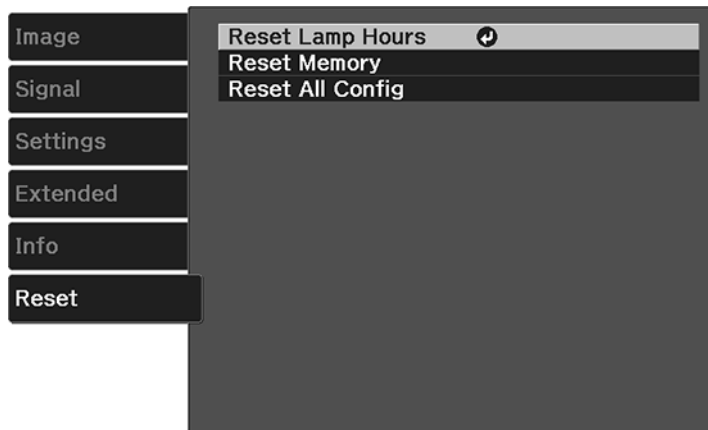 Image
Signal
Settings
Extended
Info
Reset
Reset Lamp Hours
Reset Memory
Reset All Config